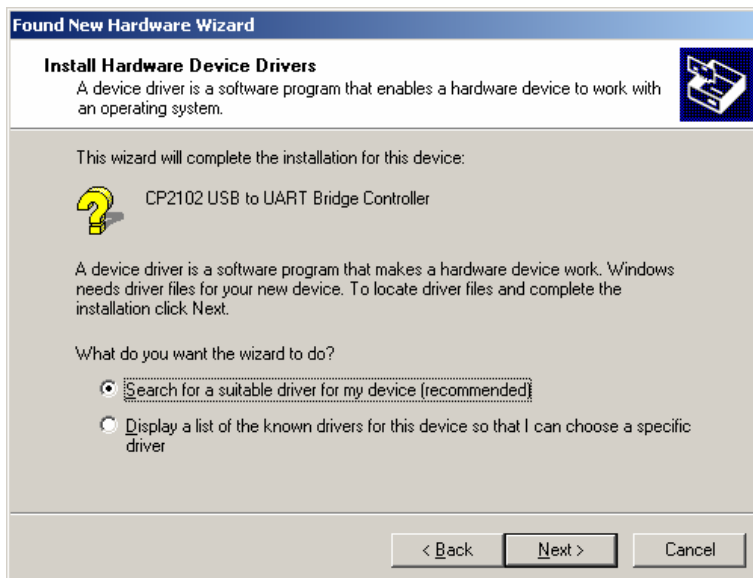 Found New Hardware Wizard
Install Hardware Device Drivers
A device driver is a software program that enables a hardware device to work with
an operating system.
This wizard will complete the installation for this device:
CP2102 USB to UART Bridge Controller
A device driver is a software program that makes a hardware device work. Windows
needs driver files for your new device. To locate driver files and complete the
installation click Next.
What do you want the wizard to do?
Search for a suitable driver for my device (recommended)
Display a list of the known drivers for this device so that I can choose a specific
driver
< Back Next > Cancel